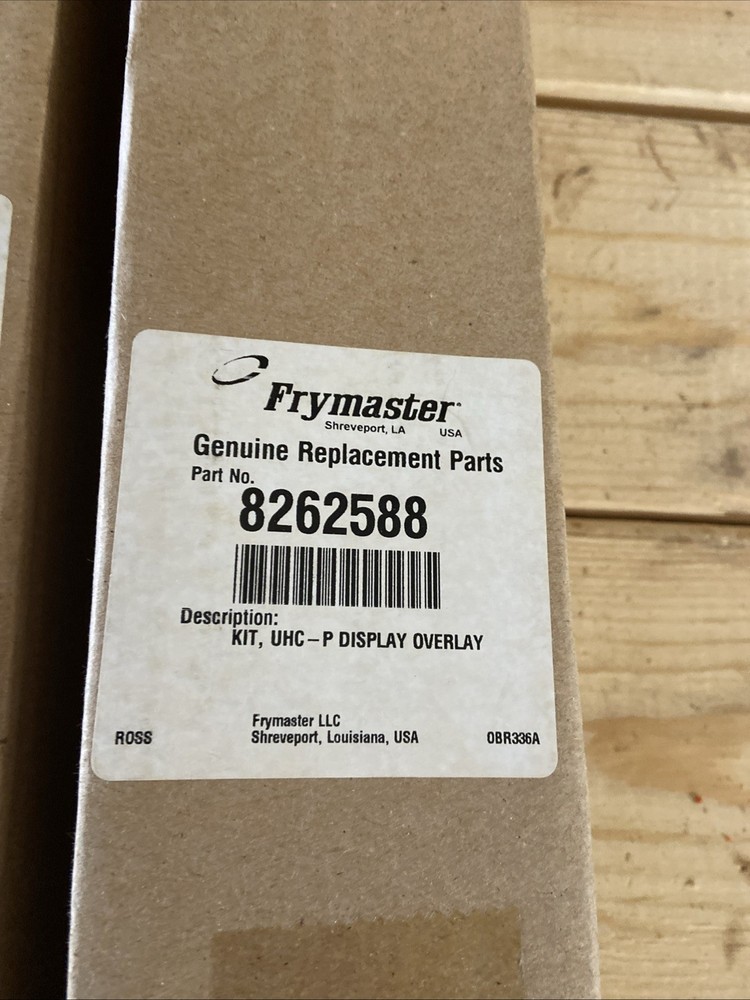 Frymaster
Shreveport, LA USA
Genuine Replacement Parts
Part No.
8262588
Description:
KIT, UHC–P DISPLAY OVERLAY
Frymaster LLC
ROSS Shreveport, Louisiana, USA 0BR336A